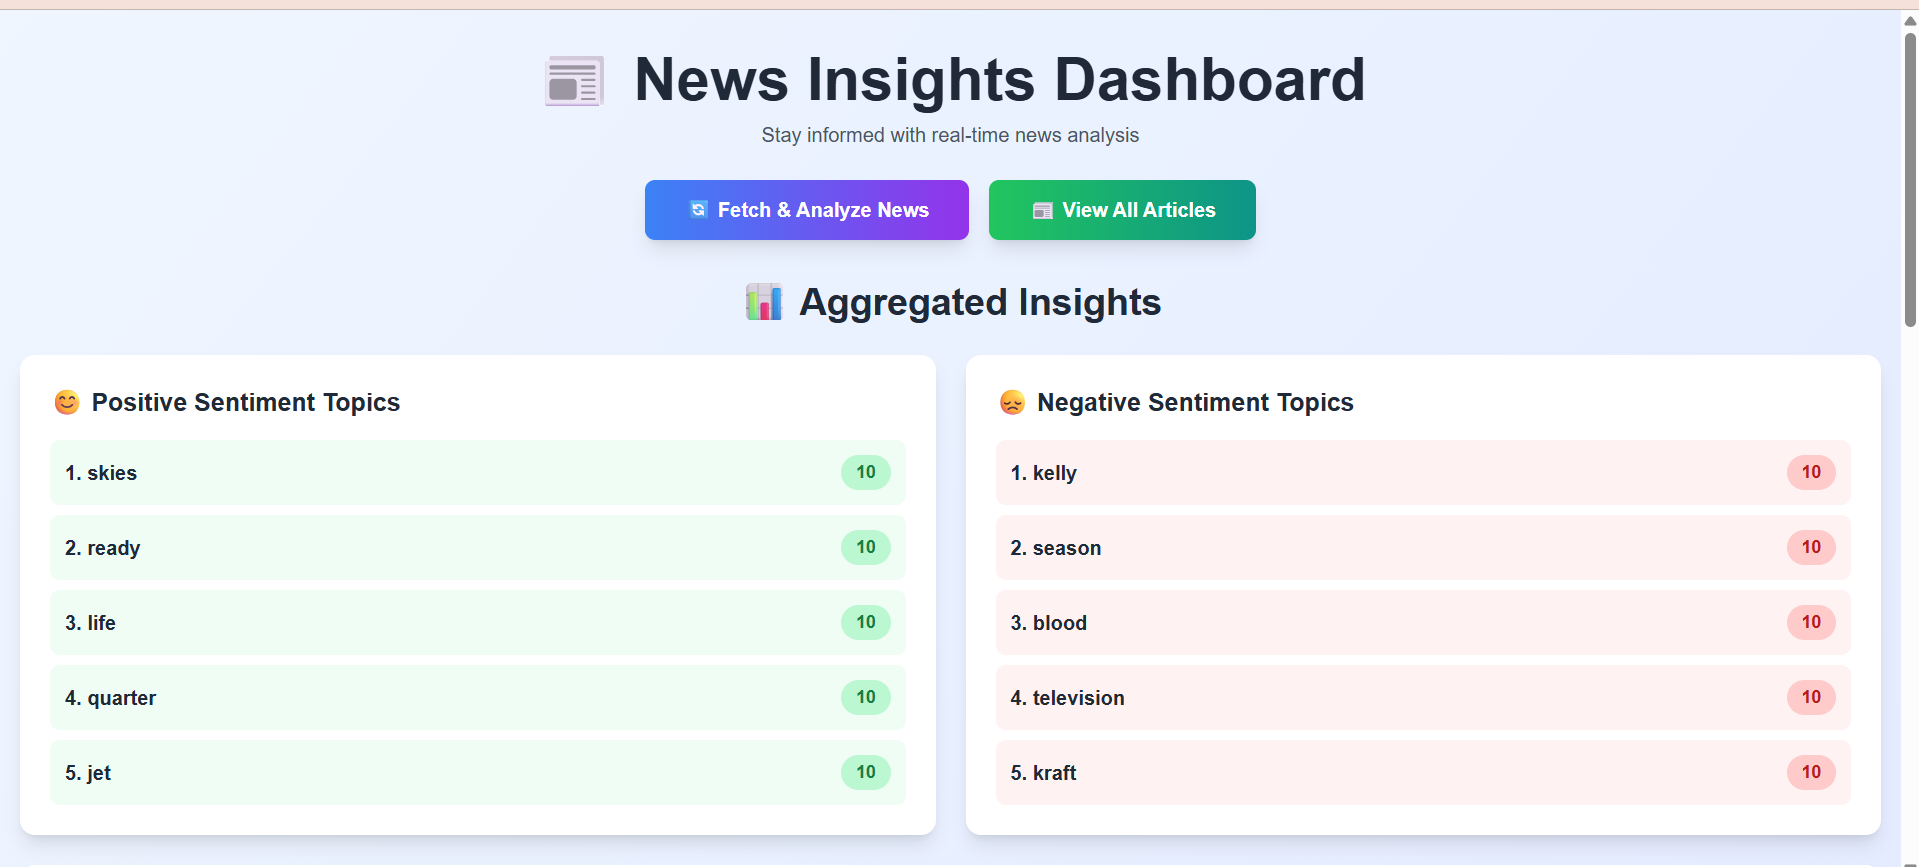 News Insights Dashboard
Stay informed with real-time news analysis
Fetch & Analyze News
View All Articles
Aggregated Insights
Positive Sentiment Topics
1. skies 10
2. ready 10
3. life 10
4. quarter 10
5. jet 10
Negative Sentiment Topics
1. kelly 10
2. season 10
3. blood 10
4. television 10
5. kraft 10